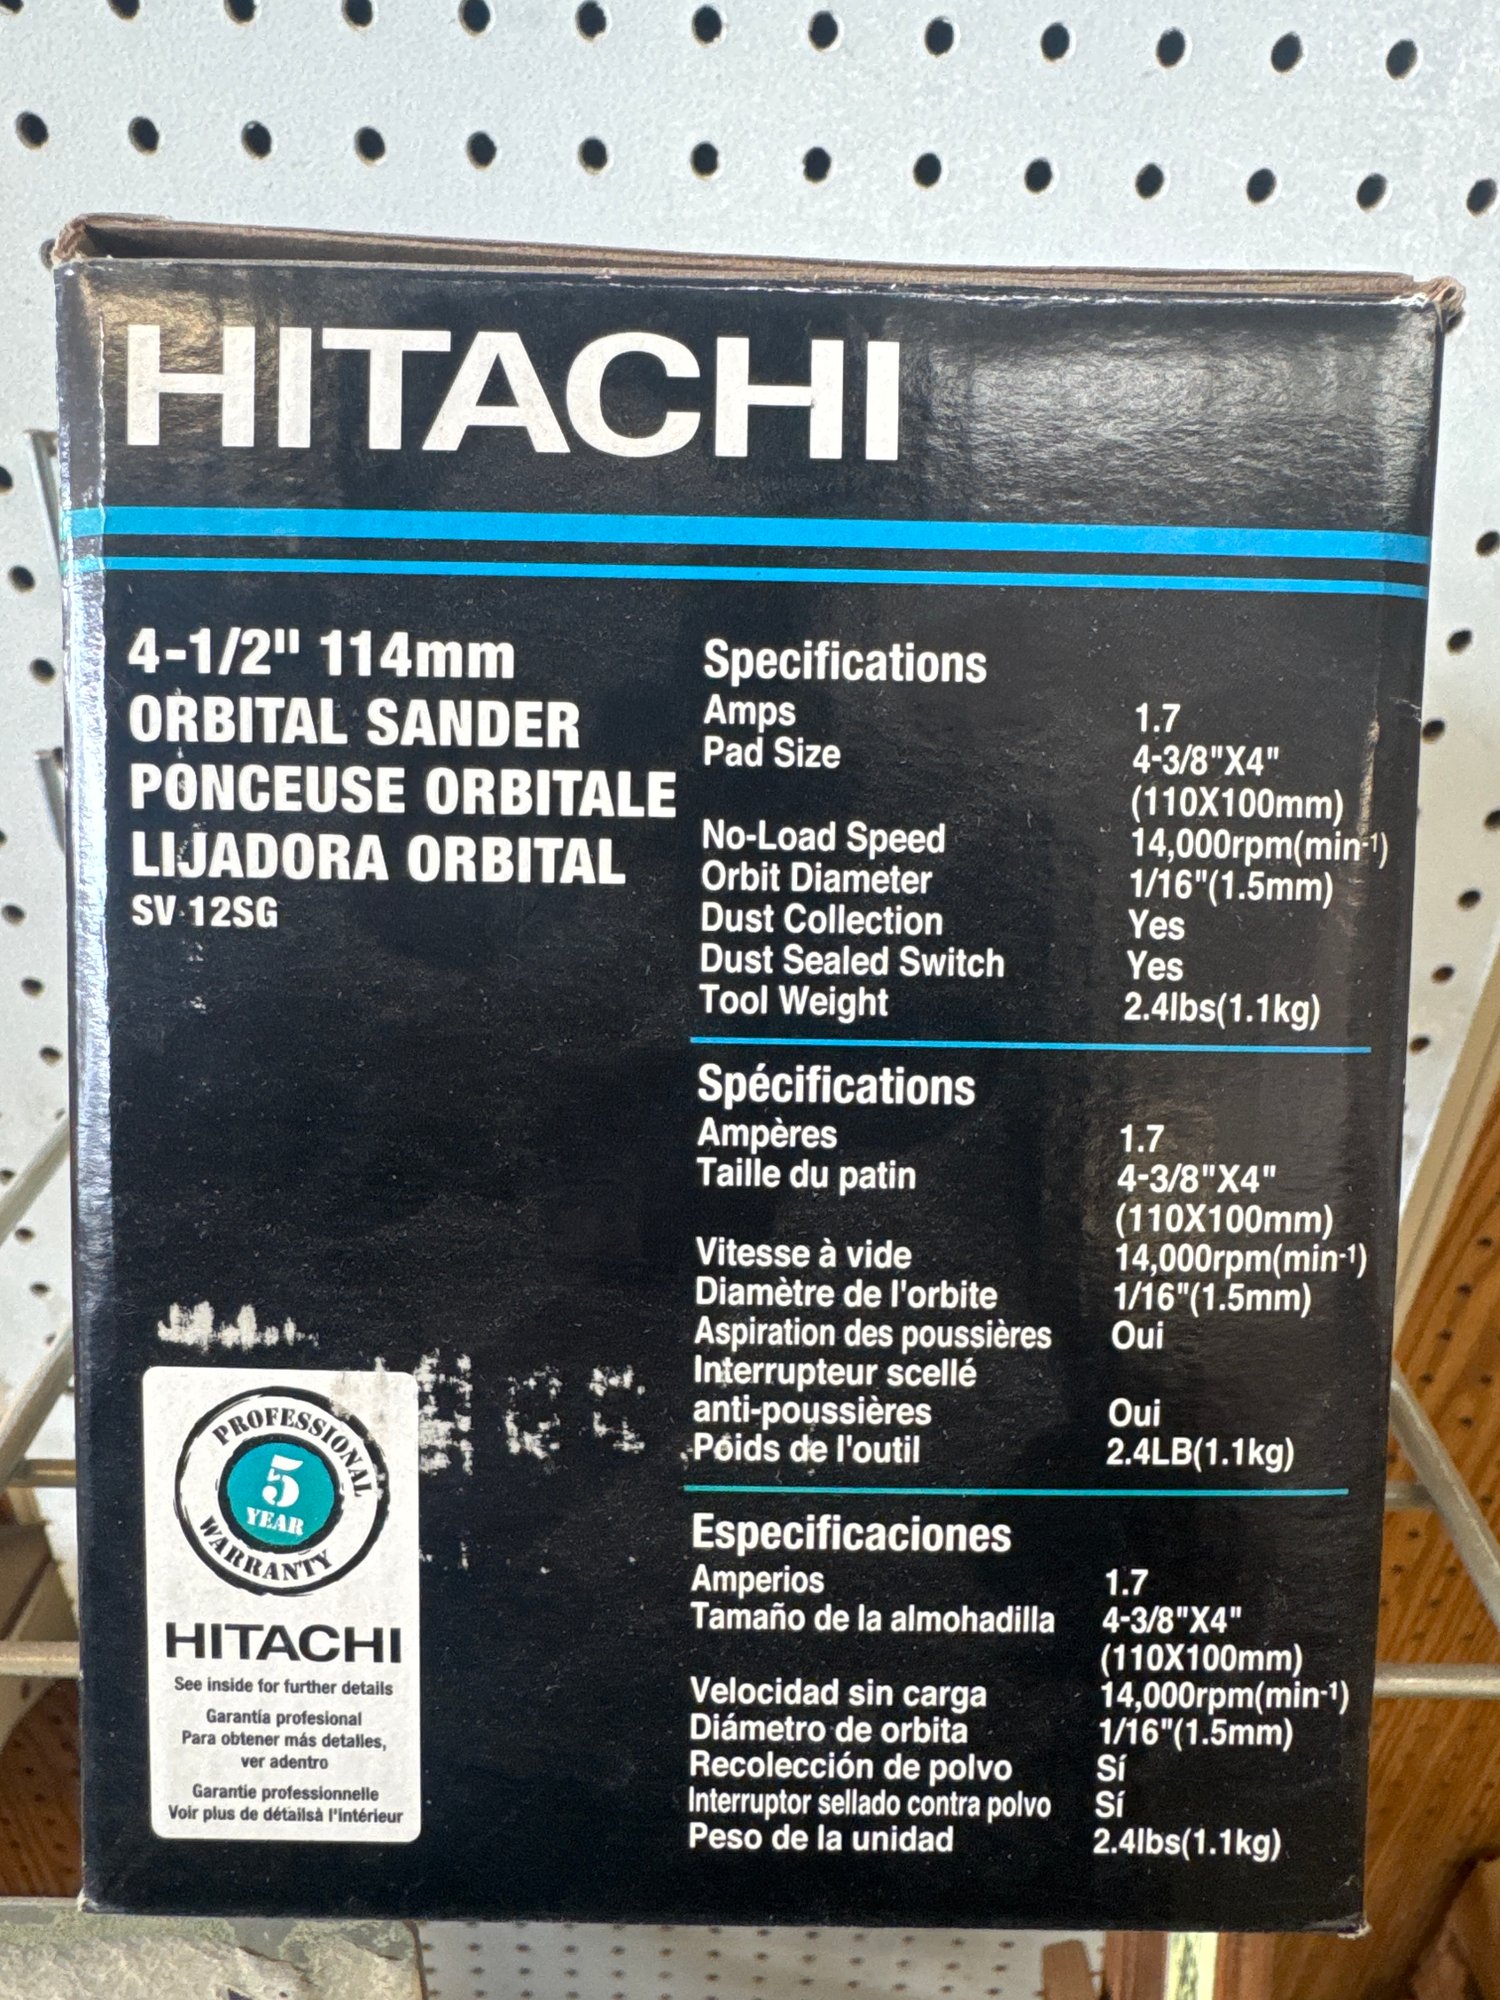 HITACHI
4-1/2" 114mm
ORBITAL SANDER
PONCEUSE ORBITALE
LIJADORA ORBITAL
SV 12SG
Specifications
Amps 1.7
Pad Size 4-3/8"X4"
(110X100mm)
No-Load Speed 14,000rpm(min-1)
Orbit Diameter 1/16"(1.5mm)
Dust Collection Yes
Dust Sealed Switch Yes
Tool Weight 2.4lbs(1.1kg)
Spécifications
Ampères 1.7
Taille du patin 4-3/8"X4"
(110X100mm)
Vitesse à vide 14,000rpm(min-1)
Diamètre de l'orbite 1/16"(1.5mm)
Aspiration des poussières Oui
Interrupteur scellé
anti-poussières Oui
Poids de l'outil 2.4LB(1.1kg)
Especificaciones
Amperios 1.7
Tamaño de la almohadilla 4-3/8"X4"
(110X100mm)
Velocidad sin carga 14,000rpm(min-1)
Diámetro de orbita 1/16"(1.5mm)
Recolección de polvo Sí
Interruptor sellado contra polvo Sí
Peso de la unidad 2.4lbs(1.1kg)
PROFESSIONAL
5
YEAR
WARRANTY
HITACHI
See inside for further details
Garantía profesional
Para obtener más detalles,
ver adentro
Garantie professionnelle
Voir plus de détailsà l'intérieur